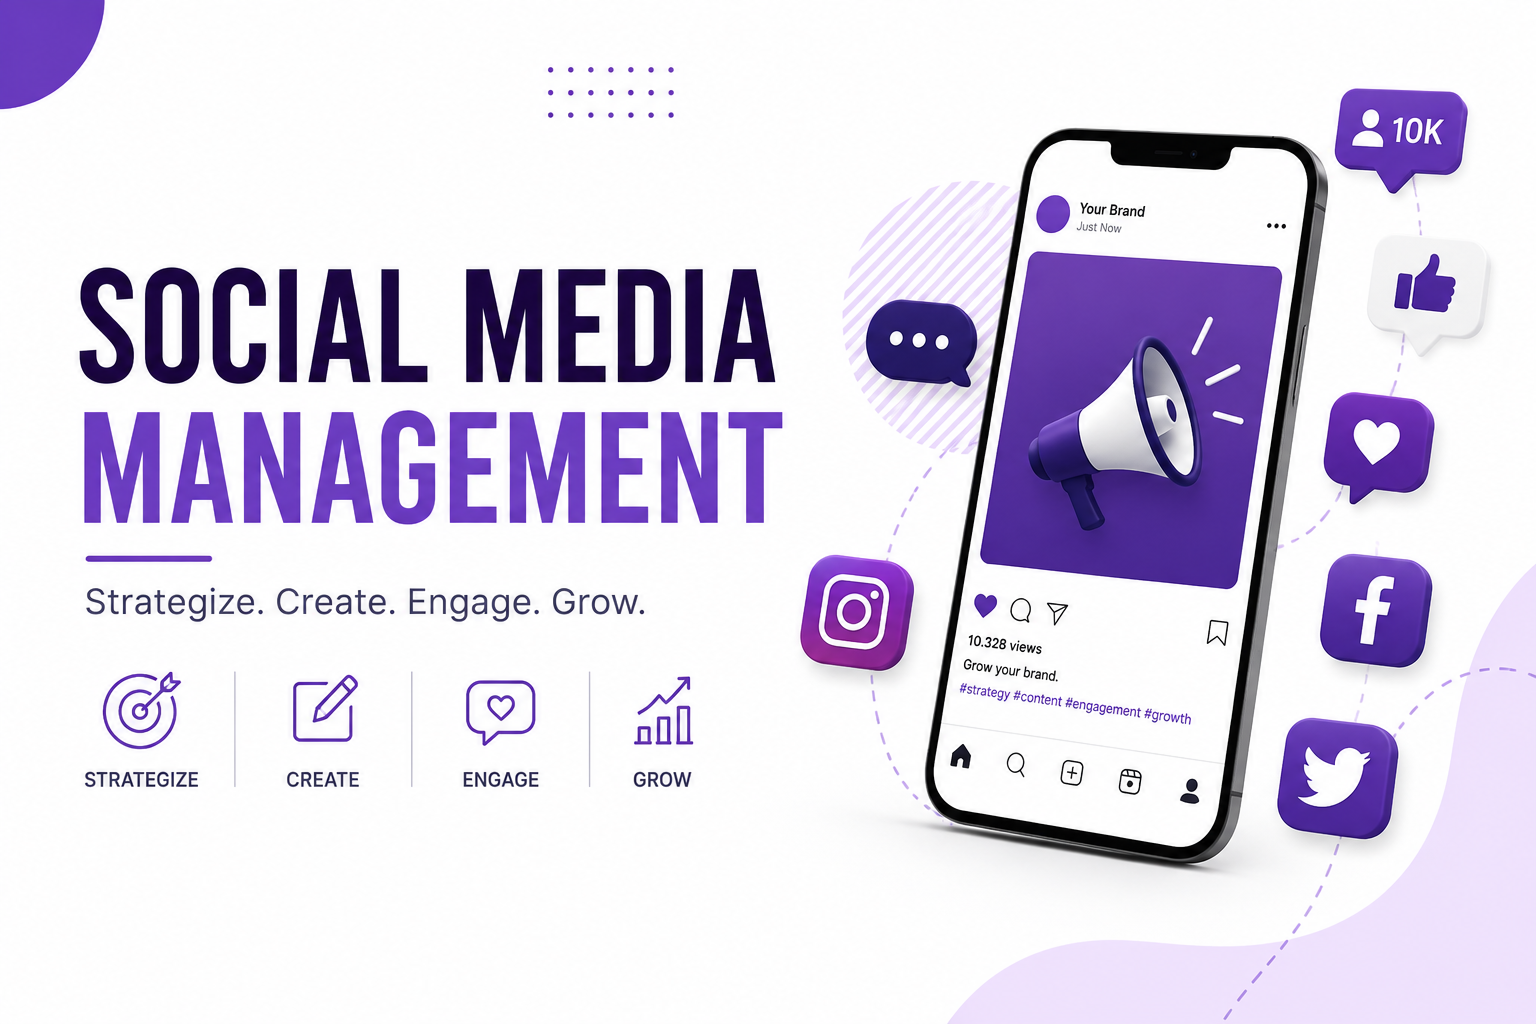 SOCIAL MEDIA
MANAGEMENT
Strategize. Create. Engage. Grow.
STRATEGIZE
CREATE
ENGAGE
GROW
Your Brand
Just Now
10.328 views
Grow your brand.
#strategy #content #engagement #growth
10K